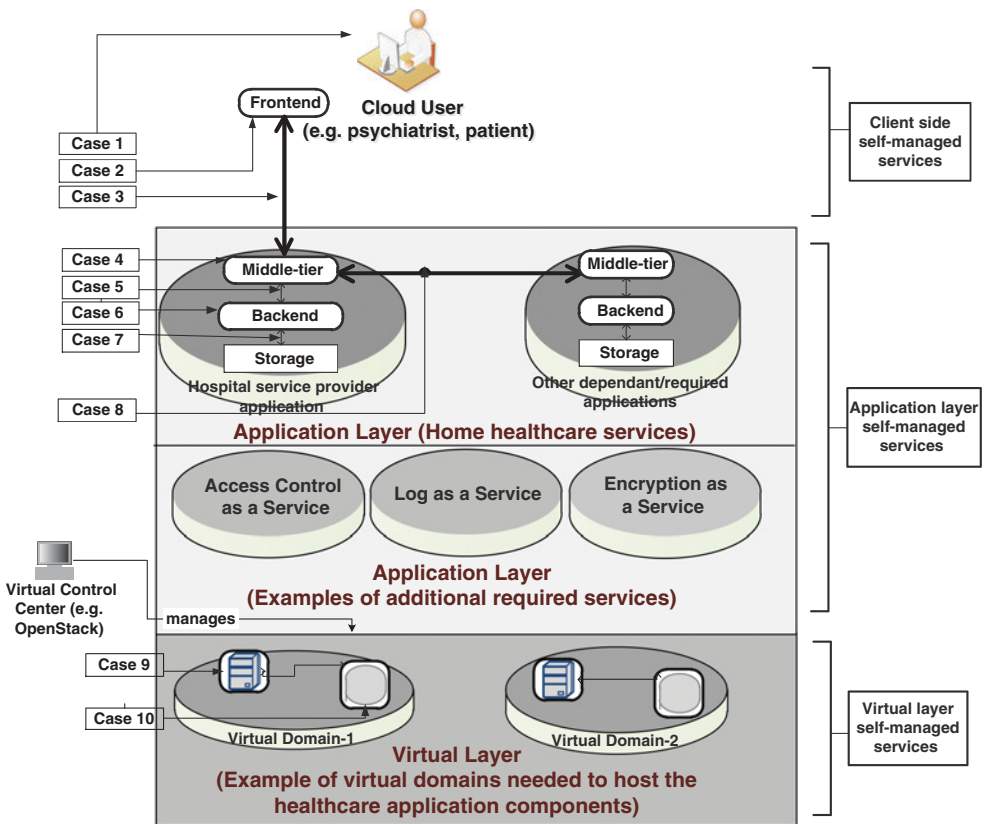 Cloud User
(e.g. psychiatrist, patient)
Frontend
Case 1
Case 2
Case 3
Client side
self-managed
services
Case 4
Case 5
Case 6
Case 7
Case 8
Middle-tier
Backend
Storage
Hospital service provider
application
Middle-tier
Backend
Storage
Other dependant/required
applications
Application Layer (Home healthcare services)
Application layer
self-managed
services
Access Control
as a Service
Log as a Service
Encryption as
a Service
Application Layer
(Examples of additional required services)
Virtual Control
Center (e.g.
OpenStack)
manages
Case 9
Case 10
Virtual Domain-1
Virtual Domain-2
Virtual Layer
(Example of virtual domains needed to host the
healthcare application components)
Virtual layer
self-managed
services